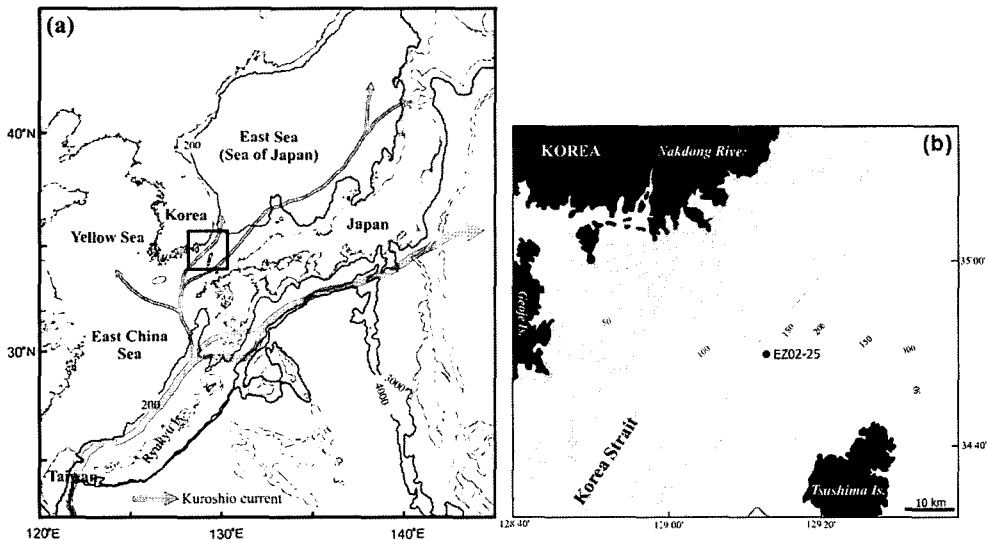 (a)
40°N
30°N
120°E
130°E
140°E
200
East Sea
(Sea of Japan)
Korea
Yellow Sea
Japan
East China
Sea
200
Ryukyu Is.
Taiwan
3000
4000
Kuroshio current
(b)
KOREA
Nakdong River
Geoje Is.
50
100
150
200
150
100
50
EZ02-25
Korea Strait
Tsushima Is.
10 km
35°00
34°40
128°40
129°00
129°20